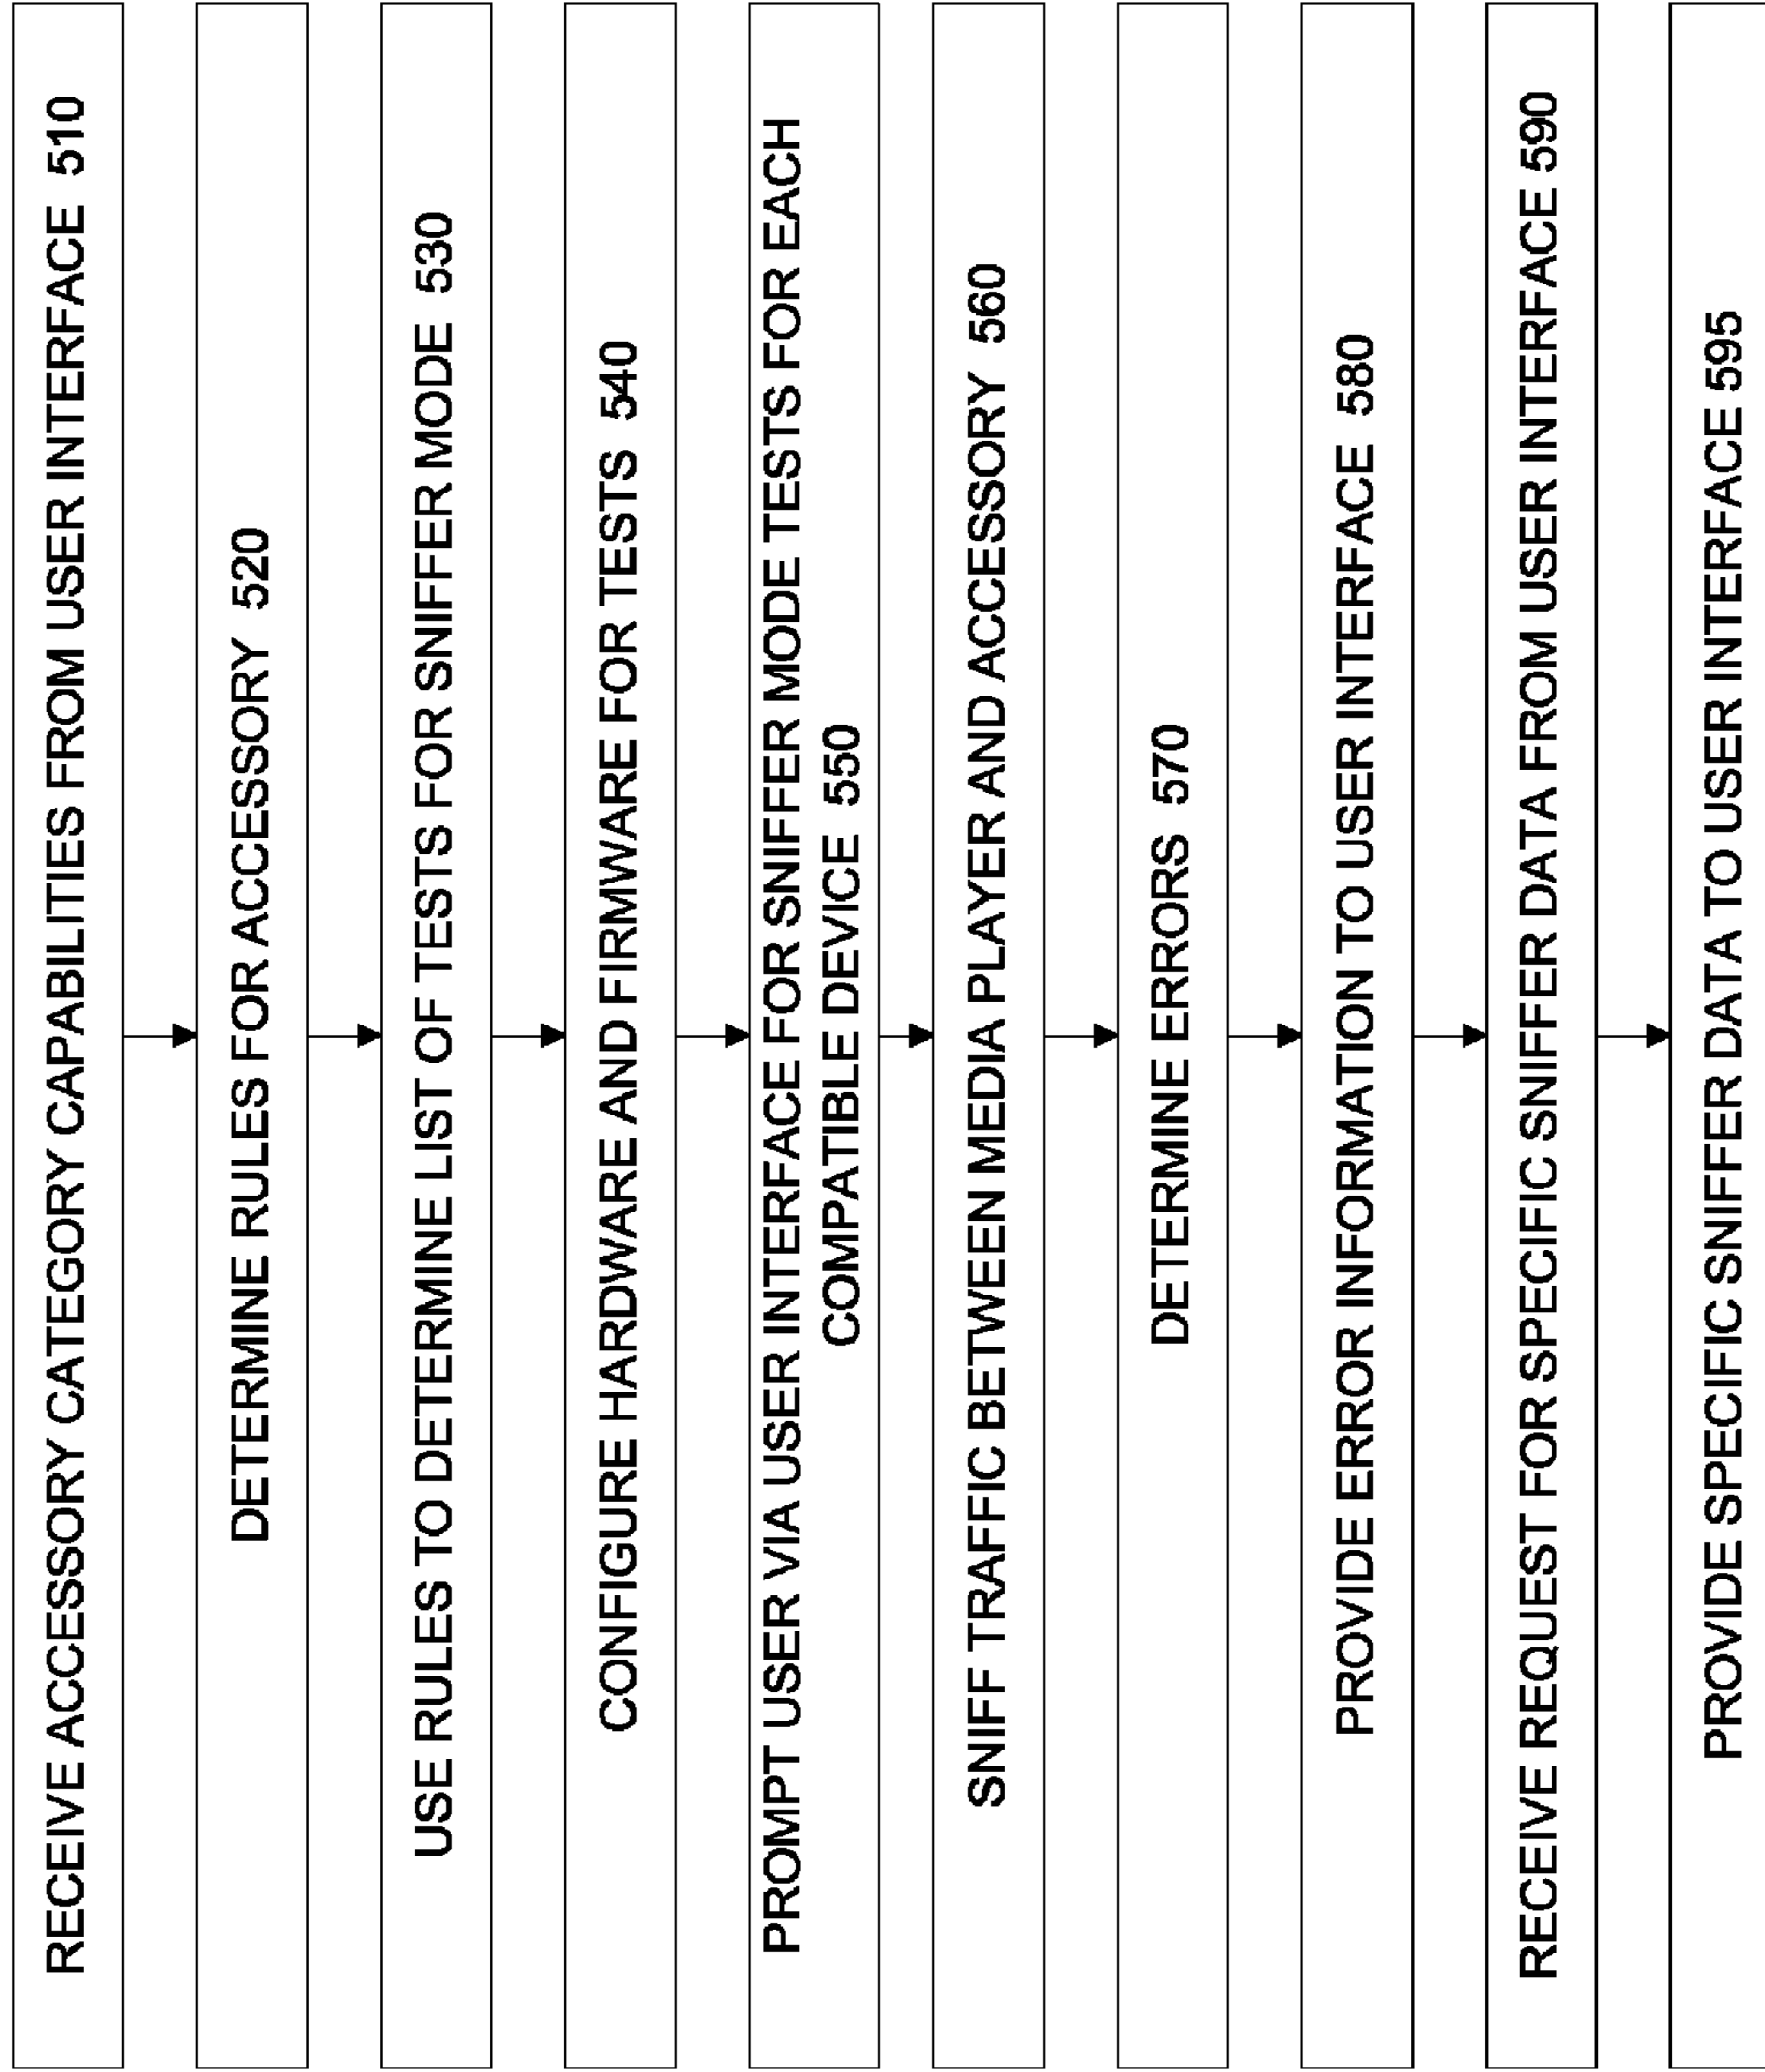 RECEIVE ACCESSORY CATEGORY CAPABILITIES FROM USER INTERFACE 510
DETERMINE RULES FOR ACCESSORY 520
USE RULES TO DETERMINE LIST OF TESTS FOR SNIFFER MODE 530
CONFIGURE HARDWARE AND FIRMWARE FOR TESTS 540
PROMPT USER VIA USER INTERFACE FOR SNIFFER MODE TESTS FOR EACH
COMPATIBLE DEVICE 550
SNIFF TRAFFIC BETWEEN MEDIA PLAYER AND ACCESSORY 560
DETERMINE ERRORS 570
PROVIDE ERROR INFORMATION TO USER INTERFACE 580
RECEIVE REQUEST FOR SPECIFIC SNIFFER DATA FROM USER INTERFACE 590
PROVIDE SPECIFIC SNIFFER DATA TO USER INTERFACE 595